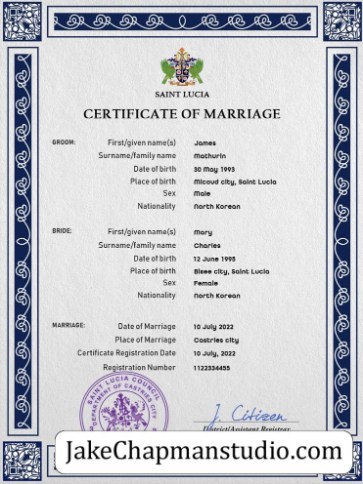 SAINT LUCIA
CERTIFICATE OF MARRIAGE
GROOM: First/given name(s) James
Surname/family name Mathurin
Date of birth 30 May 1993
Place of birth Micoud city, Saint Lucia
Sex Male
Nationality North Korean
BRIDE: First/given name(s) Mary
Surname/family name Charles
Date of birth 12 June 1995
Place of birth Bisee city, Saint Lucia
Sex Female
Nationality North Korean
MARRIAGE: Date of Marriage 10 July 2022
Place of Marriage Castries city
Certificate Registration Date 10 July, 2022
Registration Number 1122334455
SAINT LUCIA COUNCIL
DEPARTMENT OF CASTRIES CITY
J. Citizen
District/Assistant Registrar
JakeChapmanstudio.com